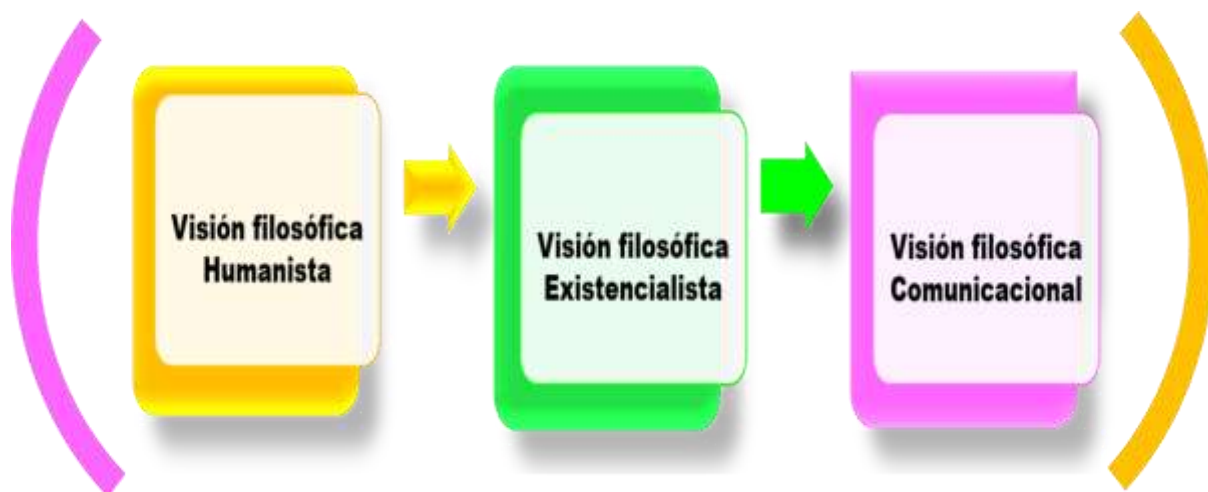 Visión filosófica
Humanista
Visión filosófica
Existencialista
Visión filosófica
Comunicacional